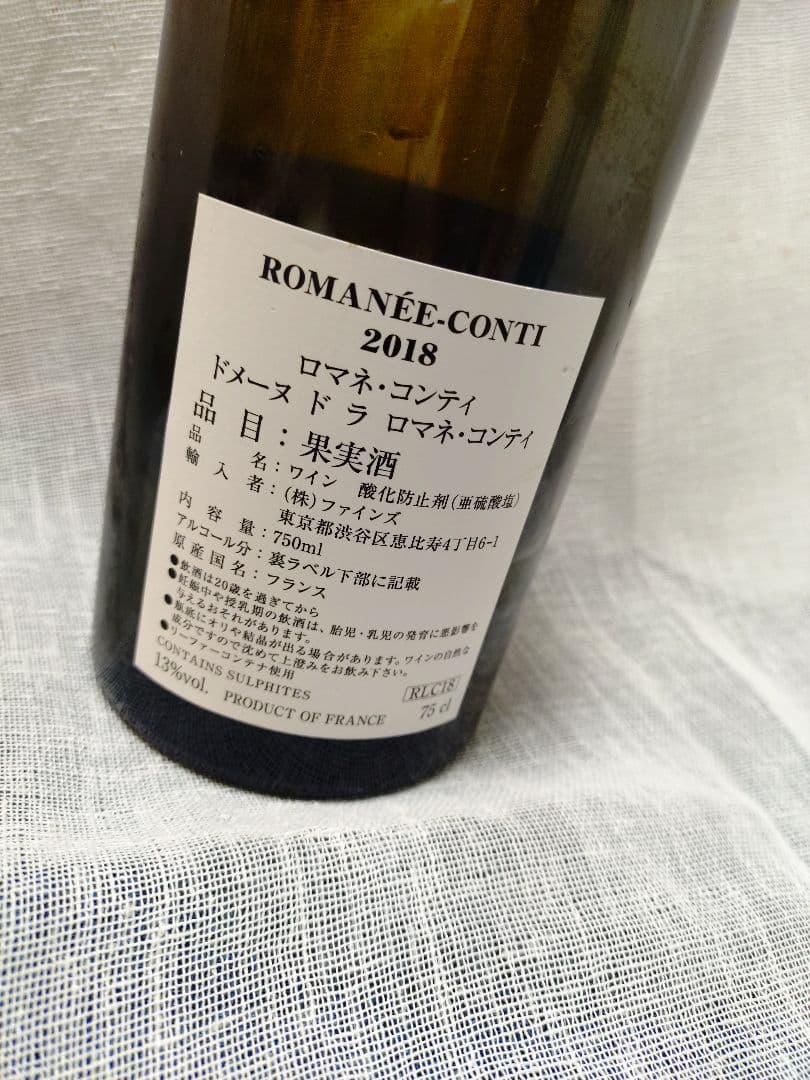 ROMANÉE-CONTI
2018
ロマネ・コンティ
ドメーヌ ド ラ ロマネ・コンティ
品目：果実酒
品名：ワイン 酸化防止剤（亜硫酸塩）
輸入者：（株）ファインズ
東京都渋谷区恵比寿4丁目6-1
内容量：750ml
アルコール分：裏ラベル下部に記載
原産国名：フランス
●飲酒は20歳を過ぎてから
●妊娠中や授乳期の飲酒は、胎児・乳児の発育に悪影響を
与えるおそれがあります。
●瓶底にオリや結晶が出る場合があります。ワインの自然な
成分ですので沈めて上澄みをお飲み下さい。
●リーファーコンテナ使用
CONTAINS SULPHITES
RLC18
13%vol. PRODUCT OF FRANCE 75 cl